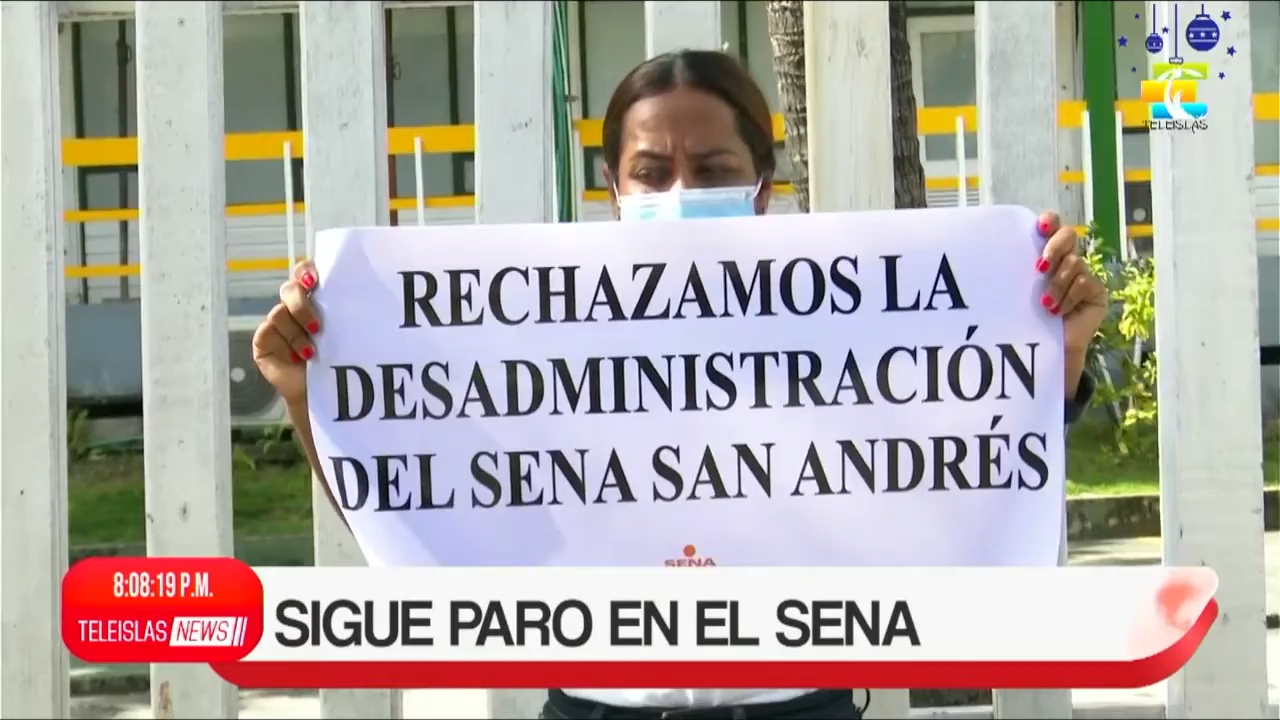 TELEISLAS
RECHAZAMOS LA
DESADMINISTRACIÓN
DEL SENA SAN ANDRÉS
SENA
8:08:19 P.M.
TELEISLAS NEWS
SIGUE PARO EN EL SENA